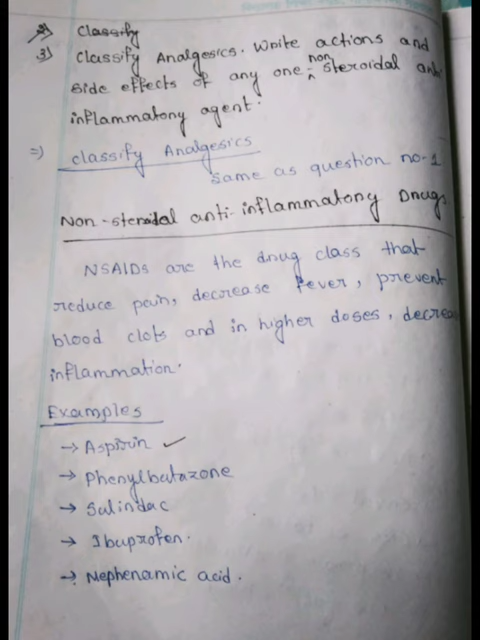 2) Classify
3) Classify Analgesics. Write actions and
side effects of any one non steroidal anti
inflammatory agent.
=) classify Analgesics
Same as question no-1
Non-steroidal anti-inflammatory Drugs
NSAIDs are the drug class that
reduce pain, decrease fever, prevent
blood clots and in higher doses, decrea
inflammation.
Examples
→ Aspirin ✓
→ Phenylbutazone
→ Sulindac
→ Ibuprofen.
→ Mephenamic acid.